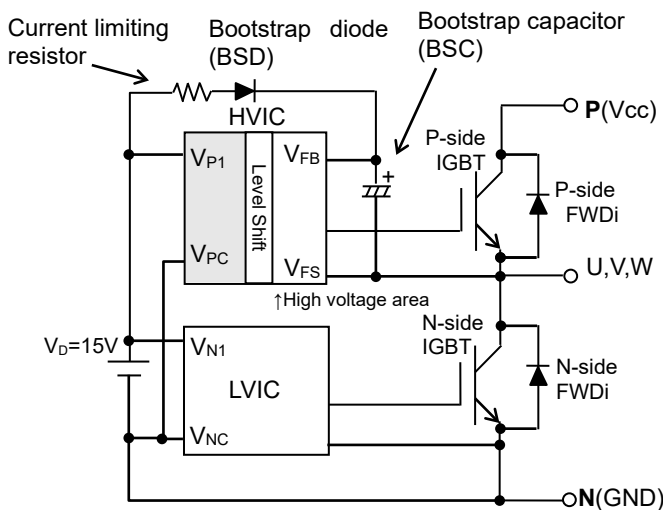 Current limiting
resistor
Bootstrap diode
(BSD)
Bootstrap capacitor
(BSC)
HVIC
P(Vcc)
VP1
Level Shift
VFB
+
P-side
IGBT
P-side
FWDi
VPC
VFS
U,V,W
↑High voltage area
VD=15V
VN1
LVIC
N-side
IGBT
N-side
FWDi
VNC
N(GND)